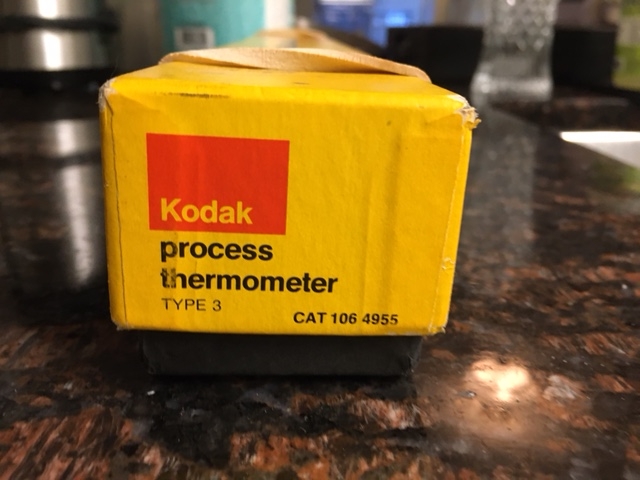 Kodak
process
thermometer
TYPE 3
CAT 106 4955